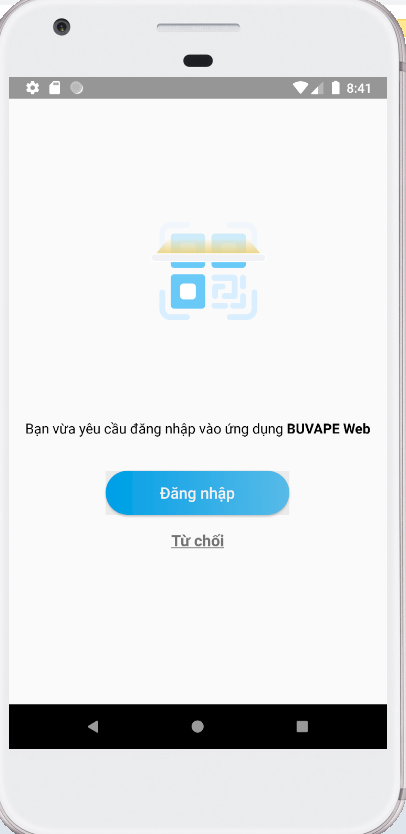 8:41
Bạn vừa yêu cầu đăng nhập vào ứng dụng BUVAPE Web
Đăng nhập
Từ chối